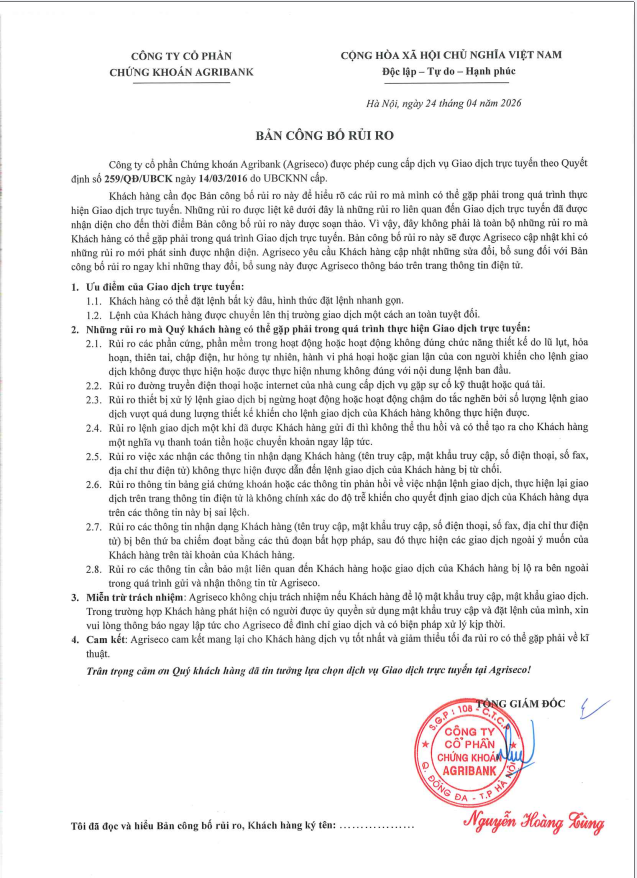 CÔNG TY CỔ PHẦN
CHỨNG KHOÁN AGRIBANK
CỘNG HÒA XÃ HỘI CHỦ NGHĨA VIỆT NAM
Độc lập – Tự do – Hạnh phúc
Hà Nội, ngày 24 tháng 04 năm 2026
BẢN CÔNG BỐ RỦI RO
Công ty cổ phần Chứng khoán Agribank (Agriseco) được phép cung cấp dịch vụ Giao dịch trực tuyến theo Quyết
định số 259/QĐ/UBCK ngày 14/03/2016 do UBCKNN cấp.
Khách hàng cần đọc Bản công bố rủi ro này để hiểu rõ các rủi ro mà mình có thể gặp phải trong quá trình thực
hiện Giao dịch trực tuyến. Những rủi ro được liệt kê dưới đây là những rủi ro liên quan đến Giao dịch trực tuyến đã được
nhận diện cho đến thời điểm Bản công bố rủi ro này được soạn thảo. Vì vậy, đây không phải là toàn bộ những rủi ro mà
Khách hàng có thể gặp phải trong quá trình Giao dịch trực tuyến. Bản công bố rủi ro này sẽ được Agriseco cập nhật khi có
những rủi ro mới phát sinh được nhận diện. Agriseco yêu cầu Khách hàng cập nhật những sửa đổi, bổ sung đối với Bản
công bố rủi ro ngay khi những thay đổi, bổ sung này được Agriseco thông báo trên trang thông tin điện tử.
1. Ưu điểm của Giao dịch trực tuyến:
1.1. Khách hàng có thể đặt lệnh bất kỳ đâu, hình thức đặt lệnh nhanh gọn.
1.2. Lệnh của Khách hàng được chuyển lên thị trường giao dịch một cách an toàn tuyệt đối.
2. Những rủi ro mà Quý khách hàng có thể gặp phải trong quá trình thực hiện Giao dịch trực tuyến:
2.1. Rủi ro các phần cứng, phần mềm trong hoạt động hoặc hoạt động không đúng chức năng thiết kế do lũ lụt, hỏa
hoạn, thiên tai, chập điện, hư hỏng tự nhiên, hành vi phá hoại hoặc gian lận của con người khiến cho lệnh giao
dịch không được thực hiện hoặc được thực hiện nhưng không đúng với nội dung lệnh ban đầu.
2.2. Rủi ro đường truyền điện thoại hoặc internet của nhà cung cấp dịch vụ gặp sự cố kỹ thuật hoặc quá tải.
2.3. Rủi ro thiết bị xử lý lệnh giao dịch bị ngừng hoạt động hoặc hoạt động chậm do tắc nghẽn bởi số lượng lệnh giao
dịch vượt quá dung lượng thiết kế khiến cho lệnh giao dịch của Khách hàng không thực hiện được.
2.4. Rủi ro lệnh giao dịch một khi đã được Khách hàng gửi đi thì không thể thu hồi và có thể tạo ra cho Khách hàng
một nghĩa vụ thanh toán tiền hoặc chuyển khoản ngay lập tức.
2.5. Rủi ro việc xác nhận các thông tin nhận dạng Khách hàng (tên truy cập, mật khẩu truy cập, số điện thoại, số fax,
địa chỉ thư điện tử) không thực hiện được dẫn đến lệnh giao dịch của Khách hàng bị từ chối.
2.6. Rủi ro thông tin bảng giá chứng khoán hoặc các thông tin phản hồi về việc nhận lệnh giao dịch, thực hiện lại giao
dịch trên trang thông tin điện tử là không chính xác do độ trễ khiến cho quyết định giao dịch của Khách hàng dựa
trên các thông tin này bị sai lệch.
2.7. Rủi ro các thông tin nhận dạng Khách hàng (tên truy cập, mật khẩu truy cập, số điện thoại, số fax, địa chỉ thư điện
tử) bị bên thứ ba chiếm đoạt bằng các thủ đoạn bất hợp pháp, sau đó thực hiện các giao dịch ngoài ý muốn của
Khách hàng trên tài khoản của Khách hàng.
2.8. Rủi ro các thông tin cần bảo mật liên quan đến Khách hàng hoặc giao dịch của Khách hàng bị lộ ra bên ngoài
trong quá trình gửi và nhận thông tin từ Agriseco.
3. Miễn trừ trách nhiệm: Agriseco không chịu trách nhiệm nếu Khách hàng để lộ mật khẩu truy cập, mật khẩu giao dịch.
Trong trường hợp Khách hàng phát hiện có người được ủy quyền sử dụng mật khẩu truy cập và đặt lệnh của mình, xin
vui lòng thông báo ngay lập tức cho Agriseco để đình chỉ giao dịch và có biện pháp xử lý kịp thời.
4. Cam kết: Agriseco cam kết mang lại cho Khách hàng dịch vụ tốt nhất và giảm thiểu tối đa rủi ro có thể gặp phải về kĩ
thuật.
Trân trọng cảm ơn Quý khách hàng đã tin tưởng lựa chọn dịch vụ Giao dịch trực tuyến tại Agriseco!
TỔNG GIÁM ĐỐC
S.G.P : 108 - C.T.C.P
CÔNG TY
CỔ PHẦN
CHỨNG KHOÁN
AGRIBANK
Q. ĐỐNG ĐA - T.P HÀ NỘI
Nguyễn Hoàng Tùng
Tôi đã đọc và hiểu Bản công bố rủi ro, Khách hàng ký tên: ………………